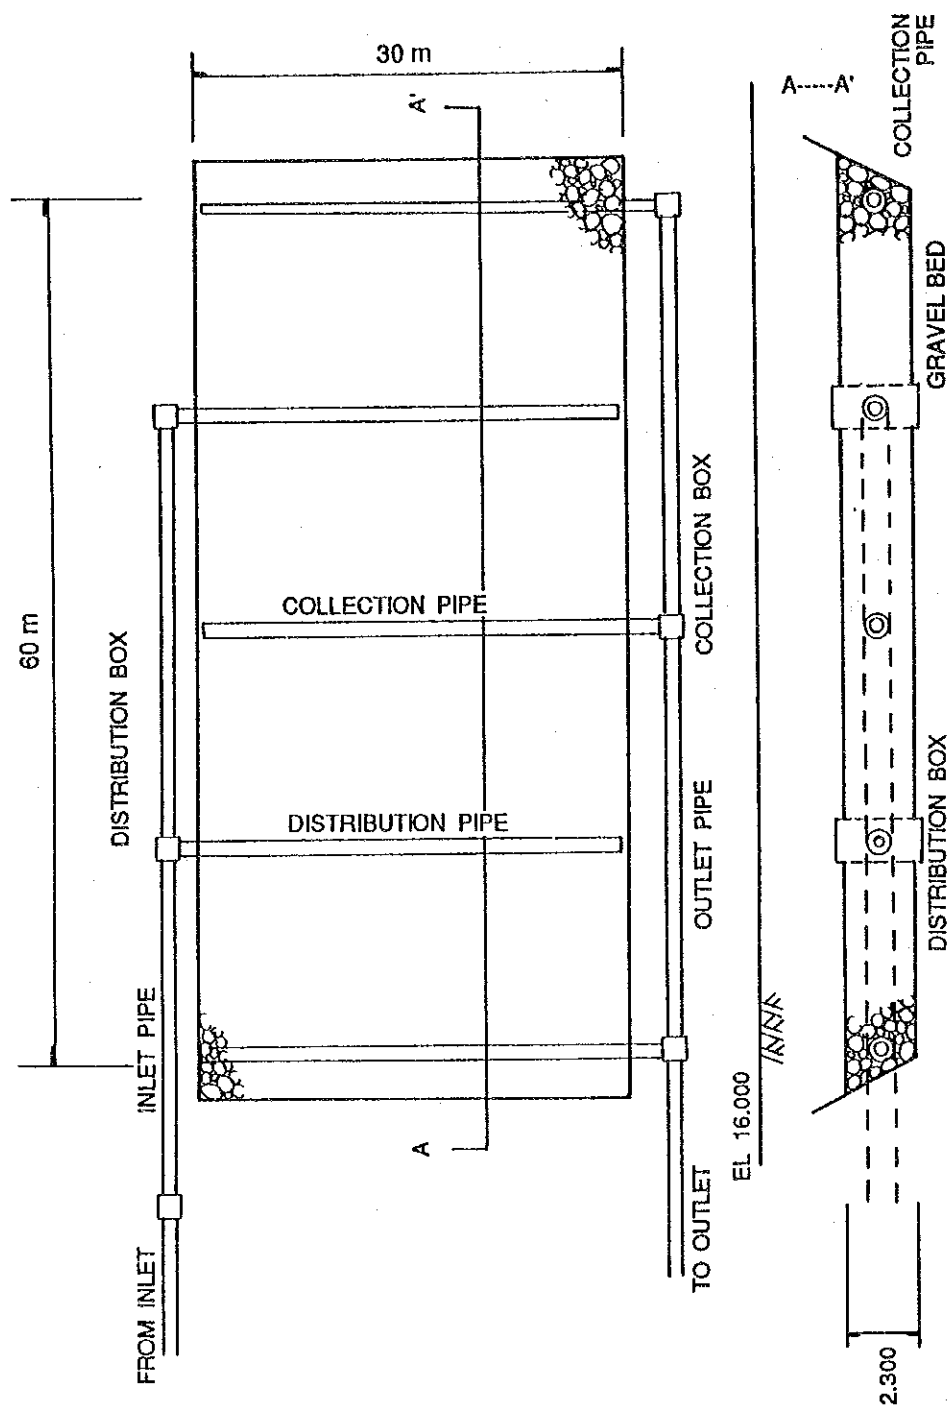 30 m
A'
A-----A'
COLLECTION
PIPE
60 m
DISTRIBUTION BOX
COLLECTION PIPE
COLLECTION BOX
GRAVEL BED
DISTRIBUTION PIPE
OUTLET PIPE
INLET PIPE
DISTRIBUTION BOX
A
EL 16.000
FROM INLET
TO OUTLET
2.300